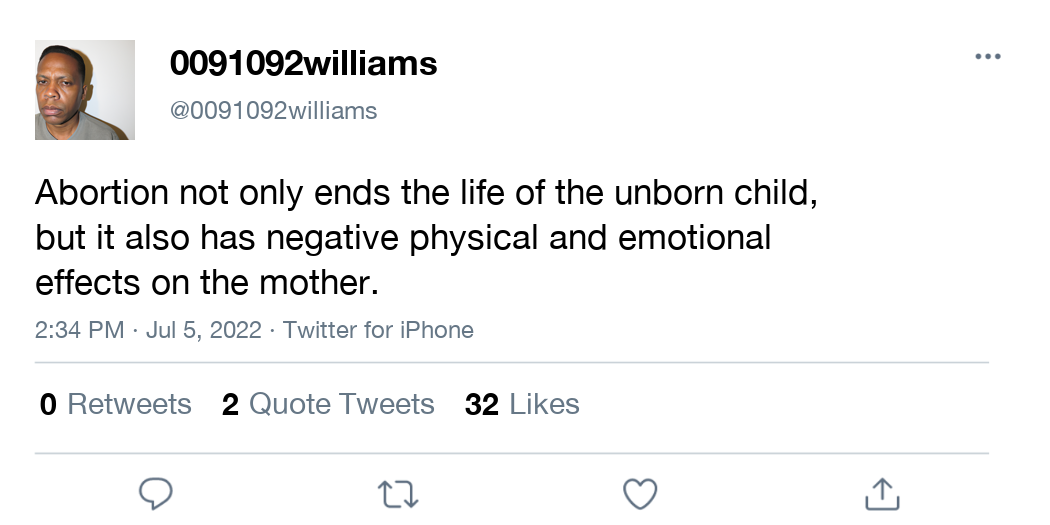 0091092williams
@0091092williams
Abortion not only ends the life of the unborn child,
but it also has negative physical and emotional
effects on the mother.
2:34 PM · Jul 5, 2022 · Twitter for iPhone
0 Retweets 2 Quote Tweets 32 Likes